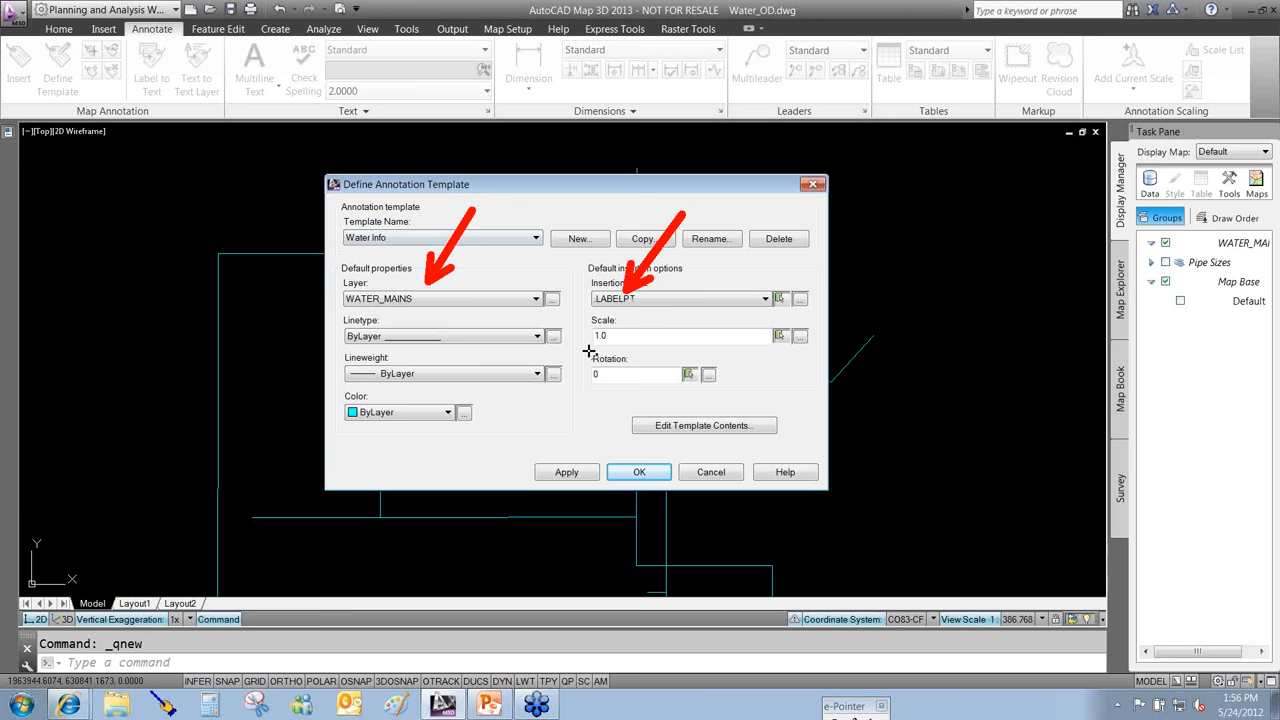 Planning and Analysis W...
AutoCAD Map 3D 2013 - NOT FOR RESALE Water_OD.dwg
Type a keyword or phrase
Home Insert Annotate Feature Edit Create Analyze View Tools Output Help Map Setup Express Tools Raster Tools
Insert
Define Template
Label to Text
Text to Text Layer
Map Annotation
Multiline Text
Check Spelling
Standard
2.0000
Text
Dimension
Standard
Dimensions
Multileader
Standard
Leaders
Table
Standard
Tables
Wipeout
Revision Cloud
Markup
Add Current Scale
Scale List
Annotation Scaling
[−][Top][2D Wireframe]
Define Annotation Template
Annotation template
Template Name:
Water Info
New...
Copy...
Rename...
Delete
Default properties
Layer:
WATER_MAINS
Linetype:
ByLayer
Lineweight:
ByLayer
Color:
ByLayer
Default options
Insertion
LABELPT
Scale:
1.0
Rotation:
0
Edit Template Contents...
Apply
OK
Cancel
Help
Task Pane
Display Map: Default
Data Style Table Tools Maps
Groups Draw Order
WATER_MAI
Pipe Sizes
Map Base
Default
Display Manager
Map Explorer
Map Book
Survey
Y
X
Model Layout1 Layout2
2D 3D Vertical Exaggeration: 1x Command
Coordinate System: CO83-CF View Scale 1: 386.768
Command: _qnew
Type a command
1963944.6074, 630841.1673, 0.0000
INFER SNAP GRID ORTHO POLAR OSNAP 3DOSNAP OTRACK DUCS DYN LWT TPY QP SC AM
MODEL
e-Pointer
1:56 PM
5/24/2012